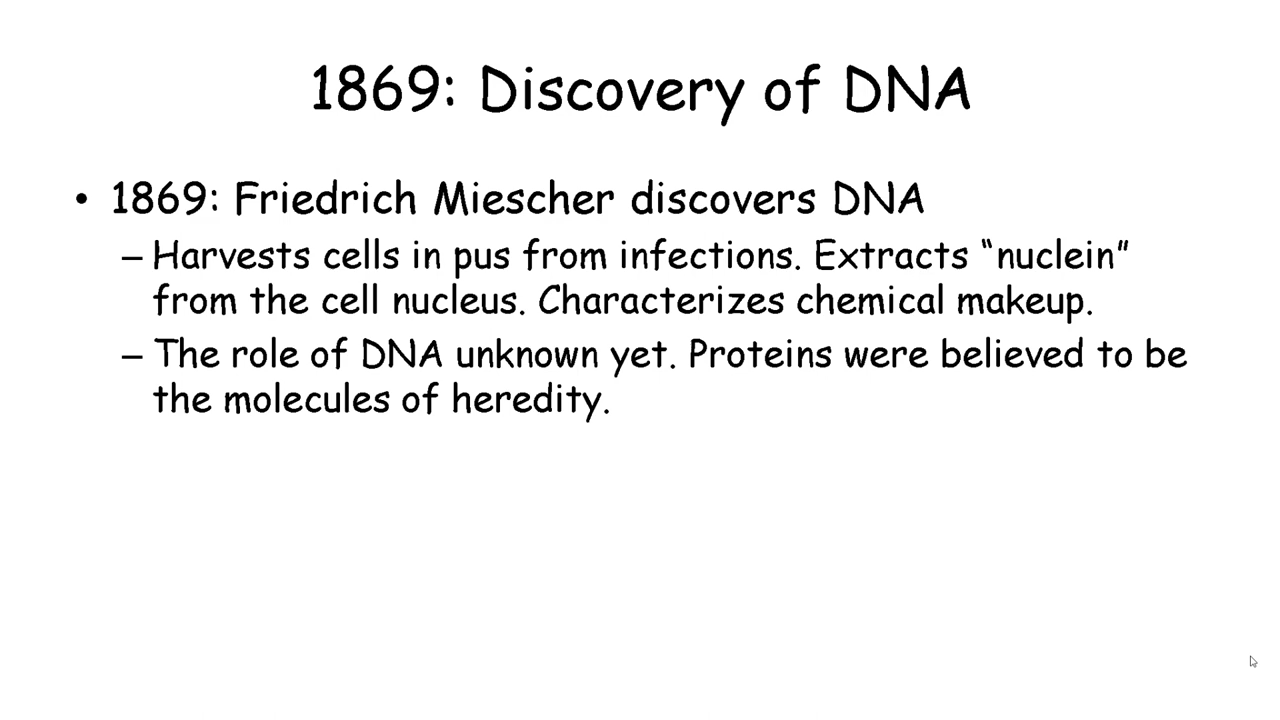 1869: Discovery of DNA
• 1869: Friedrich Miescher discovers DNA
– Harvests cells in pus from infections. Extracts “nuclein”
from the cell nucleus. Characterizes chemical makeup.
– The role of DNA unknown yet. Proteins were believed to be
the molecules of heredity.